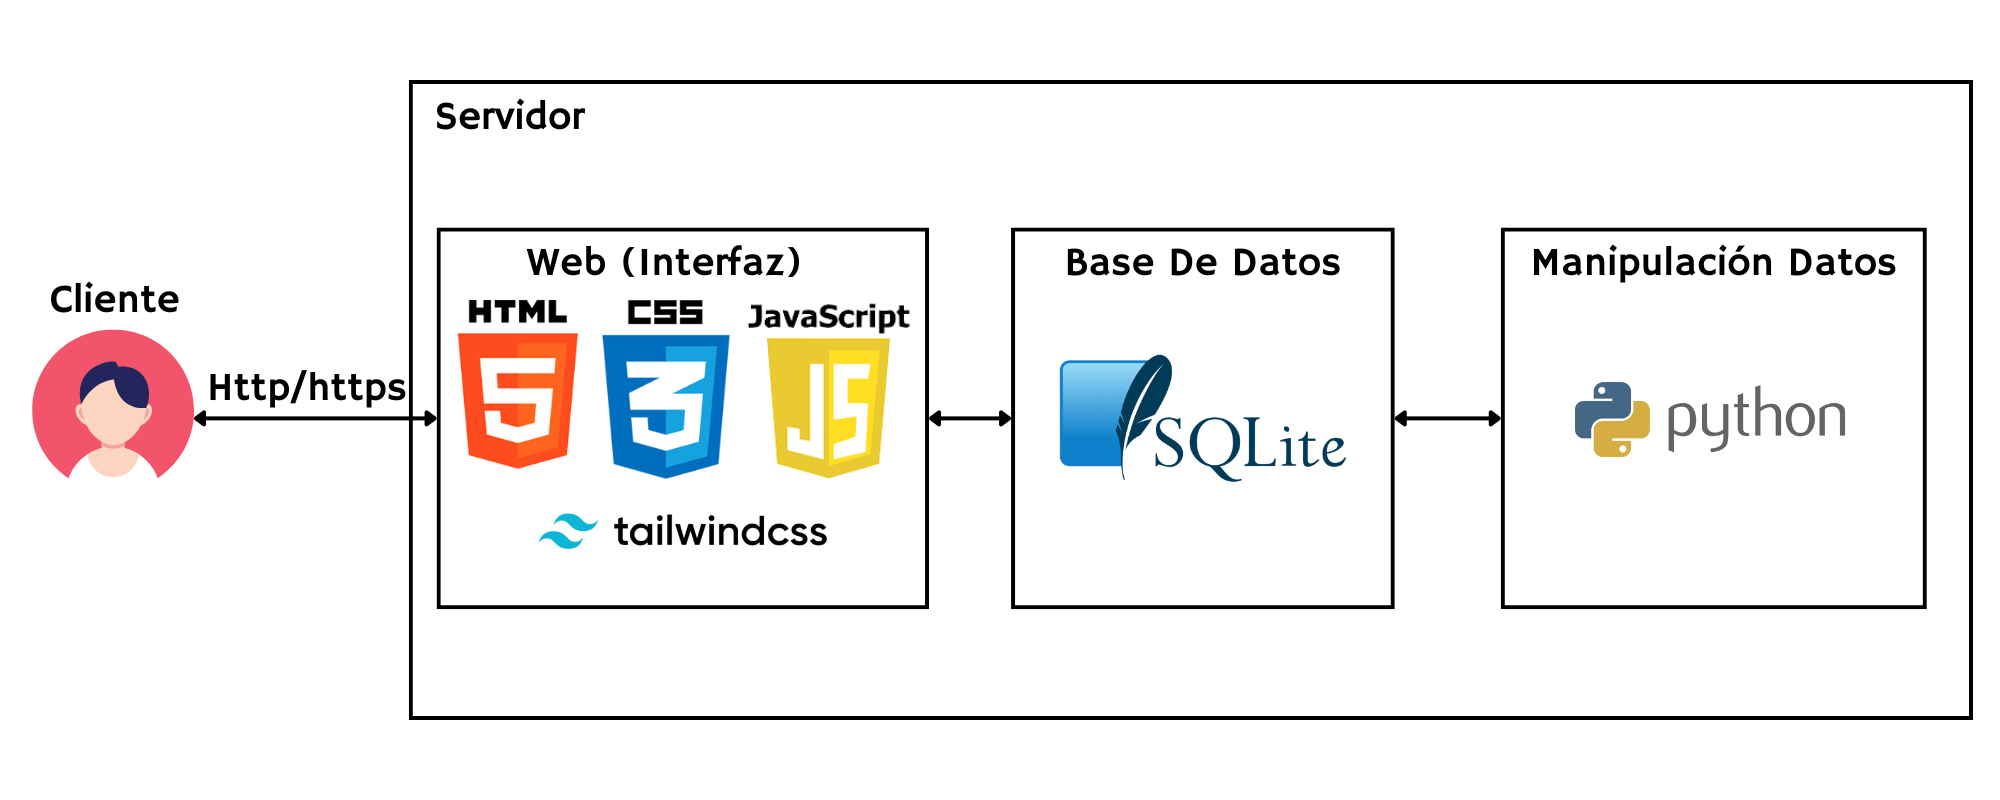 Servidor
Cliente
Http/https
Web (Interfaz)
HTML
CSS
JavaScript
5
3
JS
tailwindcss
Base De Datos
SQLite
Manipulación Datos
python